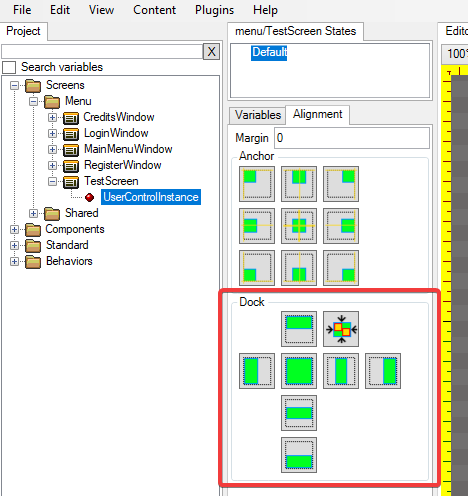 File Edit View Content Plugins Help
Project
X
Search variables
Screens
Menu
CreditsWindow
LoginWindow
MainMenuWindow
RegisterWindow
TestScreen
UserControlInstance
Shared
Components
Standard
Behaviors
menu/TestScreen States
Default
Variables Alignment
Margin 0
Anchor
Dock
Edito
100%